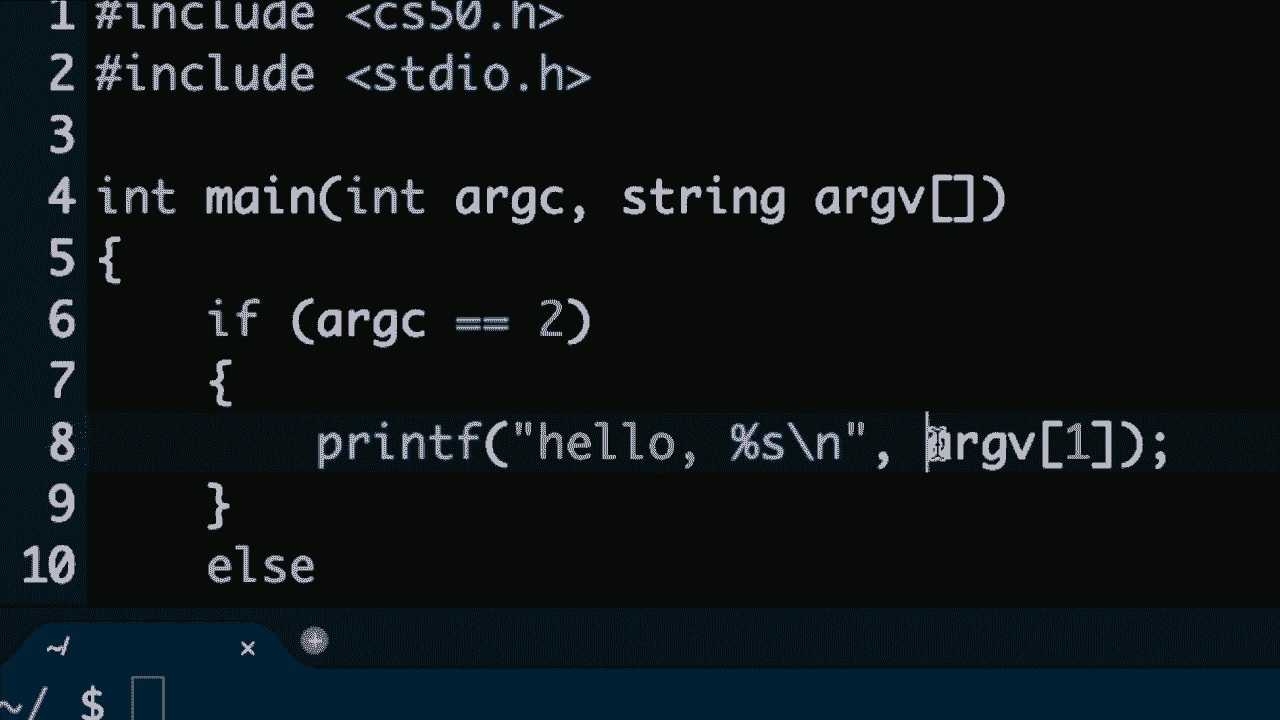 1 #include <cs50.h>
2 #include <stdio.h>
3
4 int main(int argc, string argv[])
5 {
6     if (argc == 2)
7     {
8         printf("hello, %s\n", argv[1]);
9     }
10     else
~/ × +
~/ $